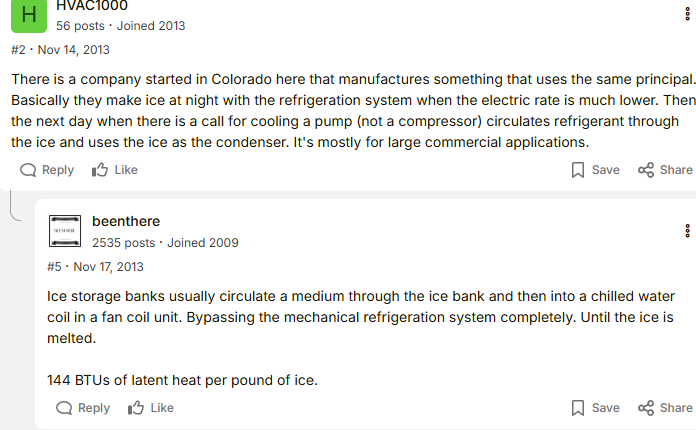 H
HVAC1000
56 posts · Joined 2013
#2 · Nov 14, 2013
There is a company started in Colorado here that manufactures something that uses the same principal.
Basically they make ice at night with the refrigeration system when the electric rate is much lower. Then
the next day when there is a call for cooling a pump (not a compressor) circulates refrigerant through
the ice and uses the ice as the condenser. It's mostly for large commercial applications.
Reply Like Save Share
beenthere
2535 posts · Joined 2009
#5 · Nov 17, 2013
Ice storage banks usually circulate a medium through the ice bank and then into a chilled water
coil in a fan coil unit. Bypassing the mechanical refrigeration system completely. Until the ice is
melted.
144 BTUs of latent heat per pound of ice.
Reply Like Save Share